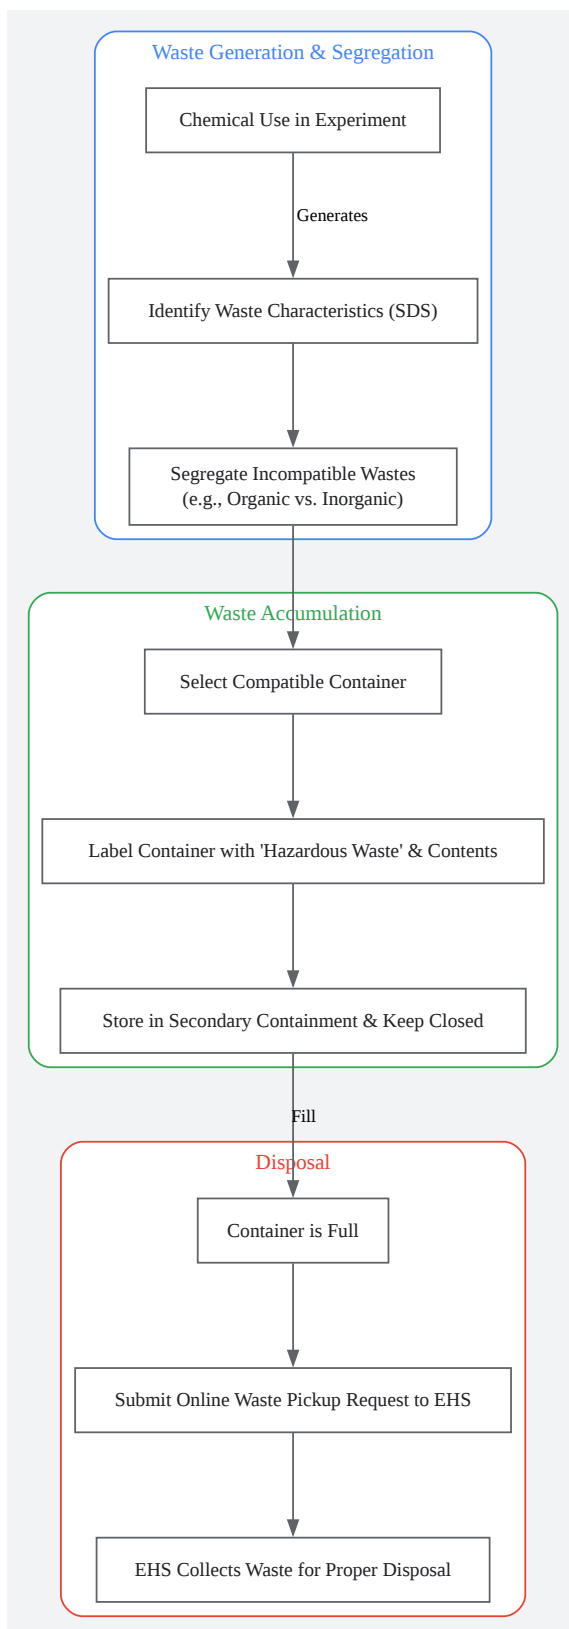 Waste Generation & Segregation
Chemical Use in Experiment
Generates
Identify Waste Characteristics (SDS)
Segregate Incompatible Wastes
(e.g., Organic vs. Inorganic)
Waste Accumulation
Select Compatible Container
Label Container with 'Hazardous Waste' & Contents
Store in Secondary Containment & Keep Closed
Fill
Disposal
Container is Full
Submit Online Waste Pickup Request to EHS
EHS Collects Waste for Proper Disposal